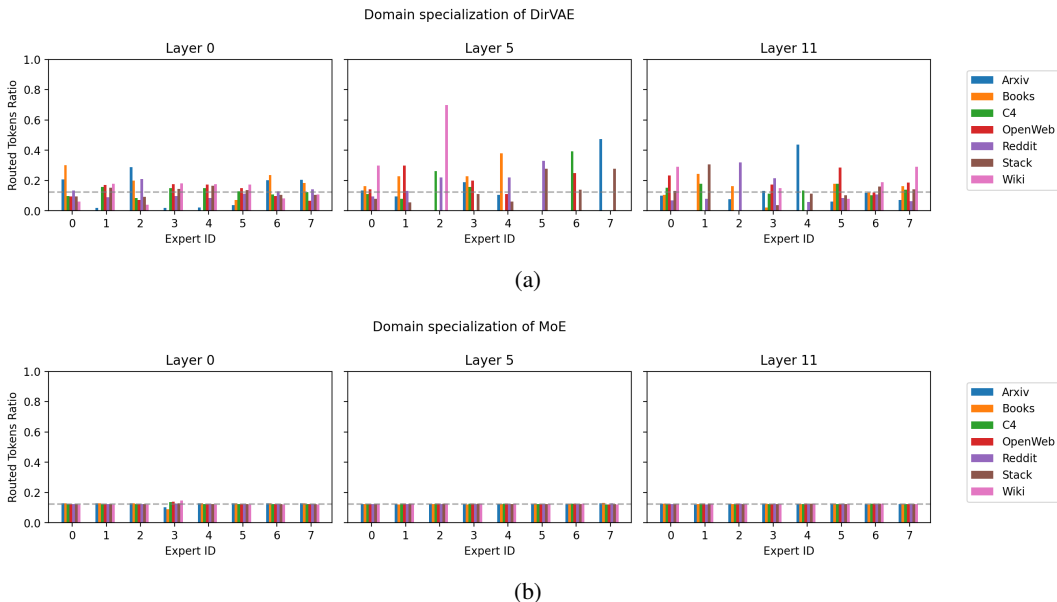 Domain specialization of DirVAE
Layer 0
Layer 5
Layer 11
Routed Tokens Ratio
1.0
0.8
0.6
0.4
0.2
0.0
0 1 2 3 4 5 6 7
0 1 2 3 4 5 6 7
0 1 2 3 4 5 6 7
Expert ID
Expert ID
Expert ID
Arxiv
Books
C4
OpenWeb
Reddit
Stack
Wiki
(a)
Domain specialization of MoE
Layer 0
Layer 5
Layer 11
Routed Tokens Ratio
1.0
0.8
0.6
0.4
0.2
0.0
0 1 2 3 4 5 6 7
0 1 2 3 4 5 6 7
0 1 2 3 4 5 6 7
Expert ID
Expert ID
Expert ID
Arxiv
Books
C4
OpenWeb
Reddit
Stack
Wiki
(b)